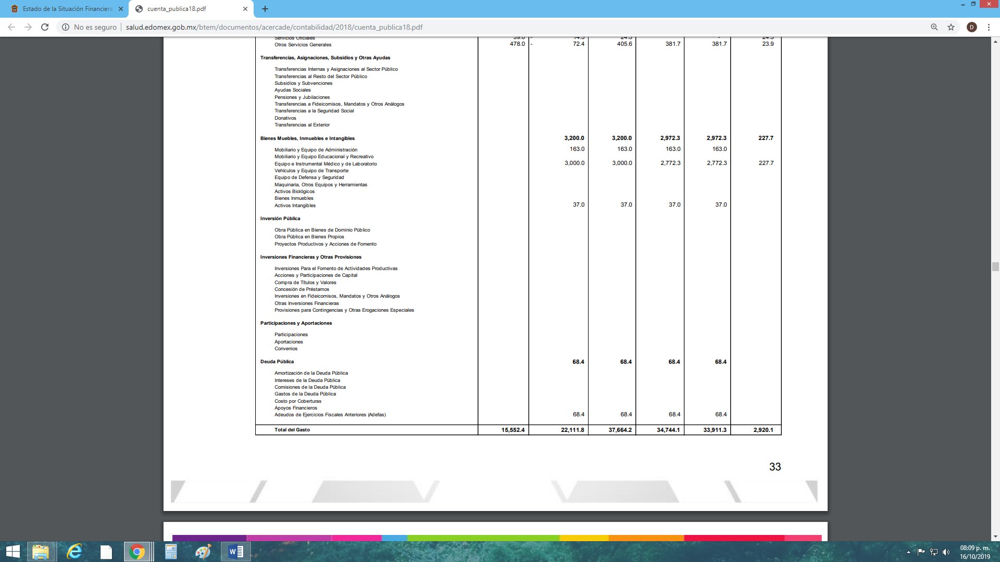 Estado de la Situación Financiera
cuenta_publica18.pdf
No es seguro
salud.edomex.gob.mx/btem/documentos/acercade/contabilidad/2018/cuenta_publica18.pdf
D
Servicios Oficiales 39.0 - 14.5 24.5 - 24.5
Otros Servicios Generales 478.0 - 72.4 405.6 381.7 381.7 23.9
Transferencias, Asignaciones, Subsidios y Otras Ayudas
Transferencias Internas y Asignaciones al Sector Público
Transferencias al Resto del Sector Público
Subsidios y Subvenciones
Ayudas Sociales
Pensiones y Jubilaciones
Transferencias a Fideicomisos, Mandatos y Otros Análogos
Transferencias a la Seguridad Social
Donativos
Transferencias al Exterior
Bienes Muebles, Inmuebles e Intangibles 3,200.0 3,200.0 2,972.3 2,972.3 227.7
Mobiliario y Equipo de Administración 163.0 163.0 163.0 163.0
Mobiliario y Equipo Educacional y Recreativo
Equipo e Instrumental Médico y de Laboratorio 3,000.0 3,000.0 2,772.3 2,772.3 227.7
Vehículos y Equipo de Transporte
Equipo de Defensa y Seguridad
Maquinaria, Otros Equipos y Herramientas
Activos Biológicos
Bienes Inmuebles
Activos Intangibles 37.0 37.0 37.0 37.0
Inversión Pública
Obra Pública en Bienes de Dominio Público
Obra Pública en Bienes Propios
Proyectos Productivos y Acciones de Fomento
Inversiones Financieras y Otras Provisiones
Inversiones Para el Fomento de Actividades Productivas
Acciones y Participaciones de Capital
Compra de Títulos y Valores
Concesión de Préstamos
Inversiones en Fideicomisos, Mandatos y Otros Análogos
Otras Inversiones Financieras
Provisiones para Contingencias y Otras Erogaciones Especiales
Participaciones y Aportaciones
Participaciones
Aportaciones
Convenios
Deuda Pública 68.4 68.4 68.4 68.4
Amortización de la Deuda Pública
Intereses de la Deuda Pública
Comisiones de la Deuda Pública
Gastos de la Deuda Pública
Costo por Coberturas
Apoyos Financieros
Adeudos de Ejercicios Fiscales Anteriores (Adefas) 68.4 68.4 68.4 68.4
Total del Gasto 15,552.4 22,111.8 37,664.2 34,744.1 33,911.3 2,920.1
33
08:09 p. m.
16/10/2019